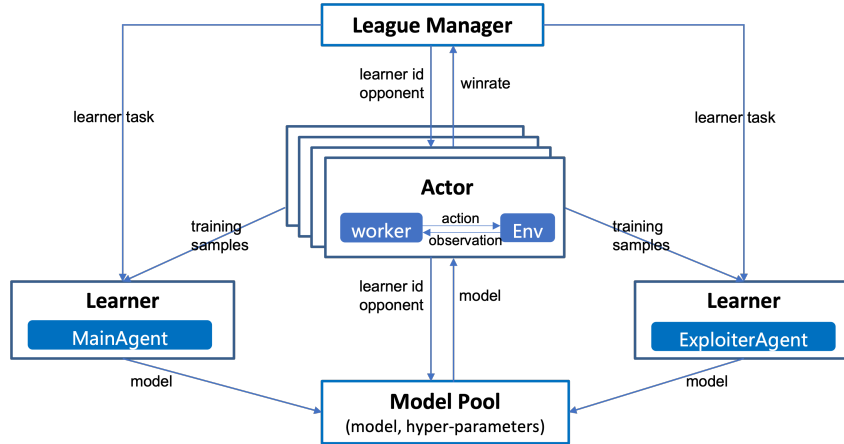 League Manager
learner id
opponent
winrate
learner task
learner task
Actor
worker
action
observation
Env
training
samples
training
samples
Learner
MainAgent
learner id
opponent
model
Learner
ExploiterAgent
model
model
Model Pool
(model, hyper-parameters)